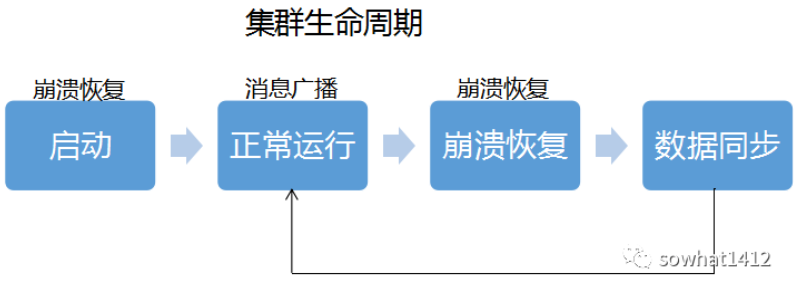 集群生命周期
崩溃恢复
消息广播
崩溃恢复
启动
正常运行
崩溃恢复
数据同步
sowhat1412